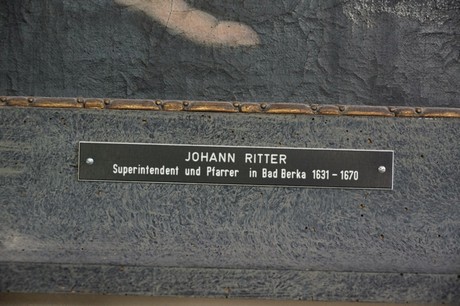 JOHANN RITTER
Superintendent und Pfarrer in Bad Berka 1631 - 1670